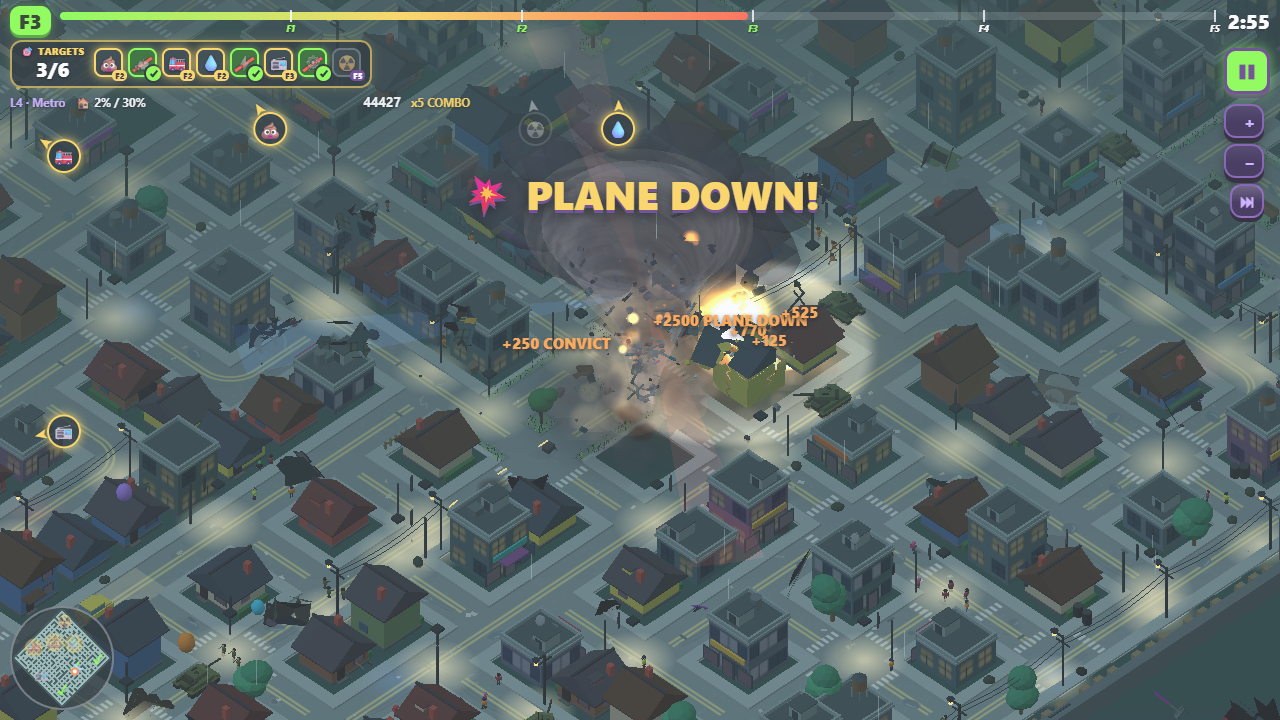 F3
F1
F2
F3
F4
F5
2:55
TARGETS
3/6
F2
F2
F2
F3
F5
L4 · Metro
2% / 30%
44427
x5 COMBO
PLANE DOWN!
+525
+2500 PLANE DOWN
+770
+125
+250 CONVICT